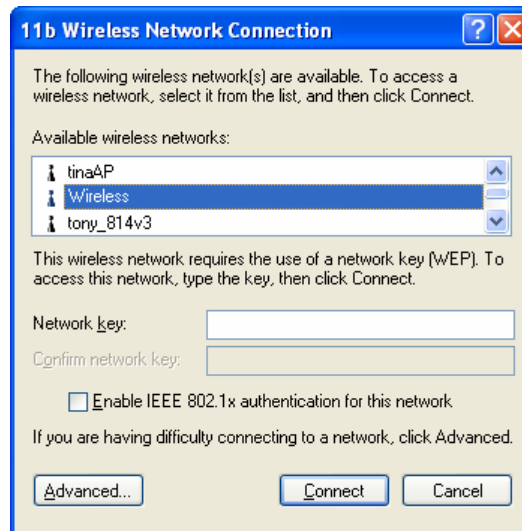 11b Wireless Network Connection
The following wireless network(s) are available. To access a
wireless network, select it from the list, and then click Connect.
Available wireless networks:
tinaAP
Wireless
tony_814v3
This wireless network requires the use of a network key (WEP). To
access this network, type the key, then click Connect.
Network key:
Confirm network key:
Enable IEEE 802.1x authentication for this network
If you are having difficulty connecting to a network, click Advanced.
Advanced... Connect Cancel